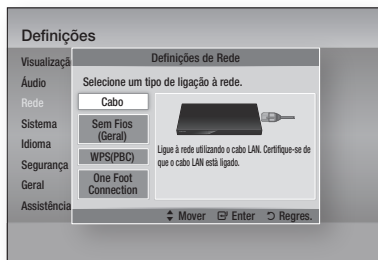 Definições
Visualizaçã
Áudio
Rede
Sistema
Idioma
Segurança
Geral
Assistência
Definições de Rede
Selecione um tipo de ligação à rede.
Cabo
Sem Fios
(Geral)
WPS(PBC)
One Foot
Connection
Ligue à rede utilizando o cabo LAN. Certifique-se de
que o cabo LAN está ligado.
Mover Enter Regres.